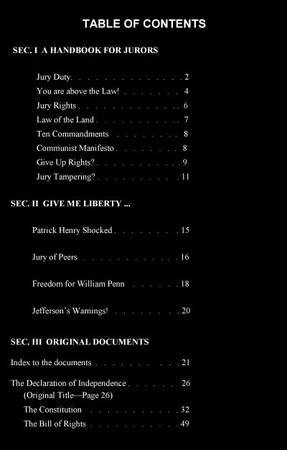 TABLE OF CONTENTS
SEC. I A HANDBOOK FOR JURORS
Jury Duty. . . . . . . . . . . . . . 2
You are above the Law! . . . . . . . 4
Jury Rights . . . . . . . . . . . . . 6
Law of the Land . . . . . . . . . . . 7
Ten Commandments . . . . . . . . 8
Communist Manifesto . . . . . . . . 8
Give Up Rights? . . . . . . . . . . . 9
Jury Tampering? . . . . . . . . . . . 11
SEC. II GIVE ME LIBERTY ...
Patrick Henry Shocked . . . . . . . . 15
Jury of Peers . . . . . . . . . . . . 16
Freedom for William Penn . . . . . . 18
Jefferson's Warnings! . . . . . . . . 20
SEC. III ORIGINAL DOCUMENTS
Index to the documents . . . . . . . . . . 21
The Declaration of Independence . . . . . . 26
(Original Title—Page 26)
The Constitution . . . . . . . . . . . 32
The Bill of Rights . . . . . . . . . . . 49